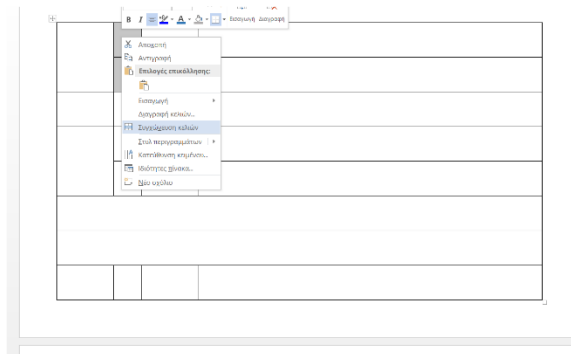 B I A Εισαγωγή Διαγραφή
Αποκοπή
Αντιγραφή
Επιλογές επικόλλησης:
Εισαγωγή
Διαγραφή κελιών...
Συγχώνευση κελιών
Στυλ περιγραμμάτων
Κατεύθυνση κειμένου...
Ιδιότητες πίνακα...
Νέο σχόλιο